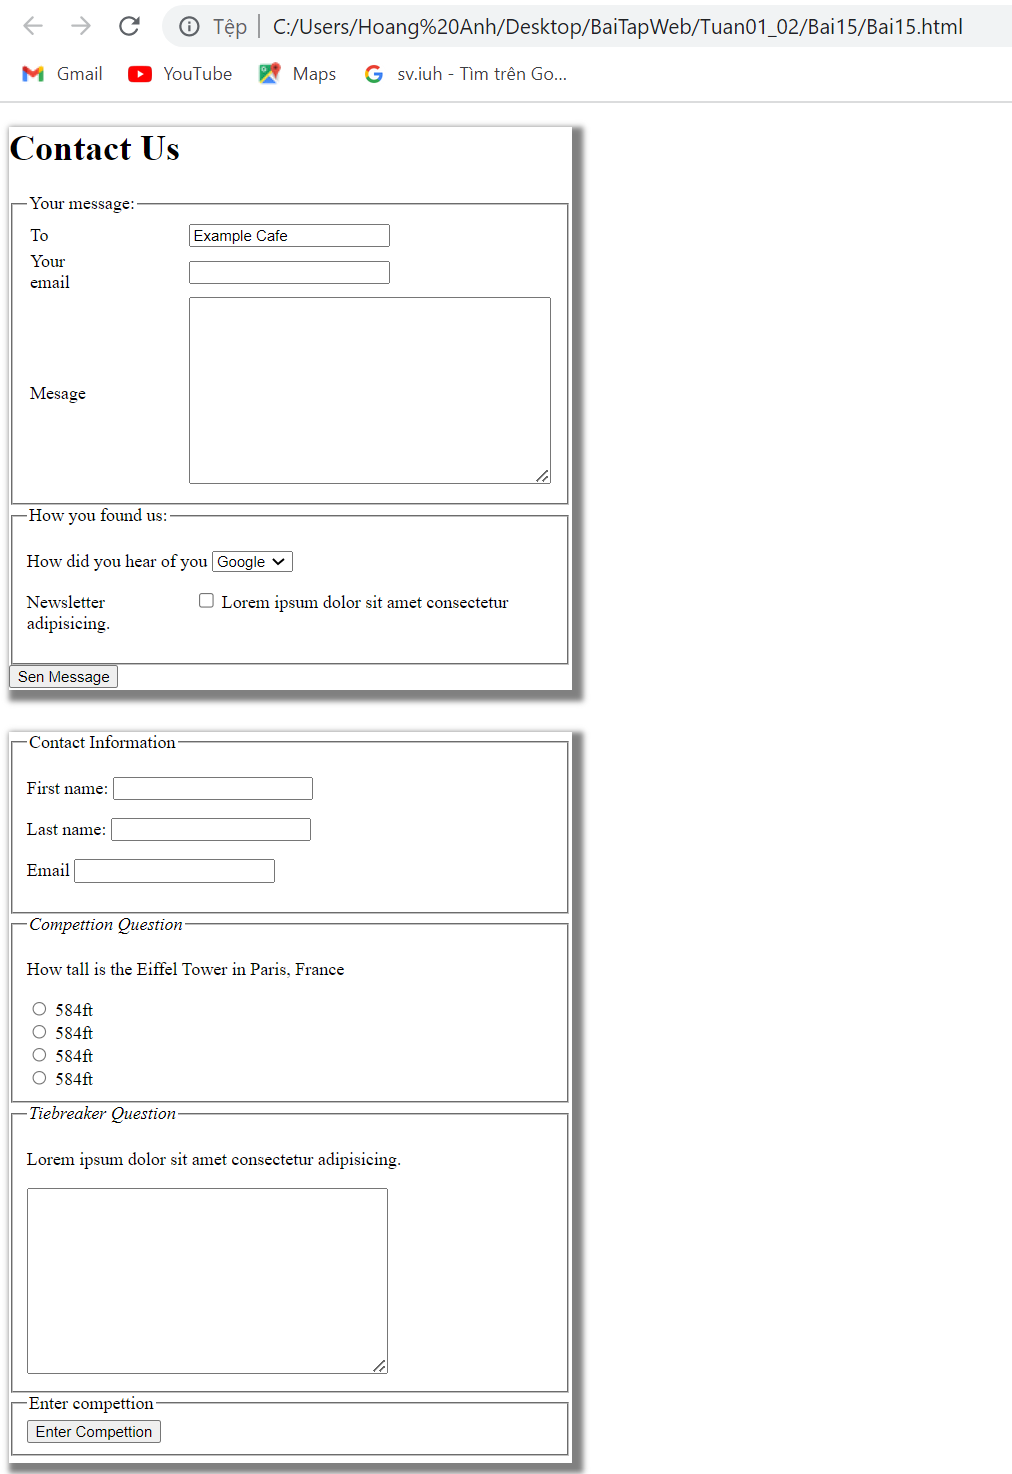 Tệp | C:/Users/Hoang%20Anh/Desktop/BaiTapWeb/Tuan01_02/Bai15/Bai15.html
Gmail YouTube Maps sv.iuh - Tìm trên Go...
Contact Us
Your message:
To Example Cafe
Your
email
Mesage
How you found us:
How did you hear of you Google
Newsletter Lorem ipsum dolor sit amet consectetur
adipisicing.
Sen Message
Contact Information
First name:
Last name:
Email
Compettion Question
How tall is the Eiffel Tower in Paris, France
584ft
584ft
584ft
584ft
Tiebreaker Question
Lorem ipsum dolor sit amet consectetur adipisicing.
Enter compettion
Enter Compettion